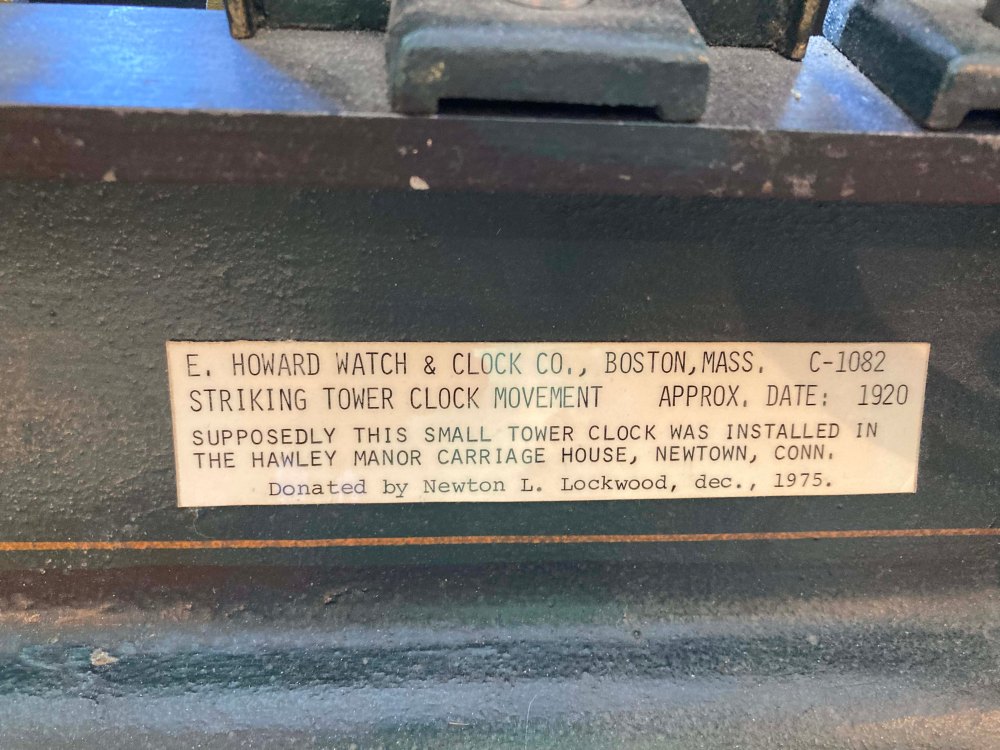 E. HOWARD WATCH & CLOCK CO., BOSTON,MASS. C-1082
STRIKING TOWER CLOCK MOVEMENT APPROX. DATE: 1920
SUPPOSEDLY THIS SMALL TOWER CLOCK WAS INSTALLED IN
THE HAWLEY MANOR CARRIAGE HOUSE, NEWTOWN, CONN.
Donated by Newton L. Lockwood, dec., 1975.